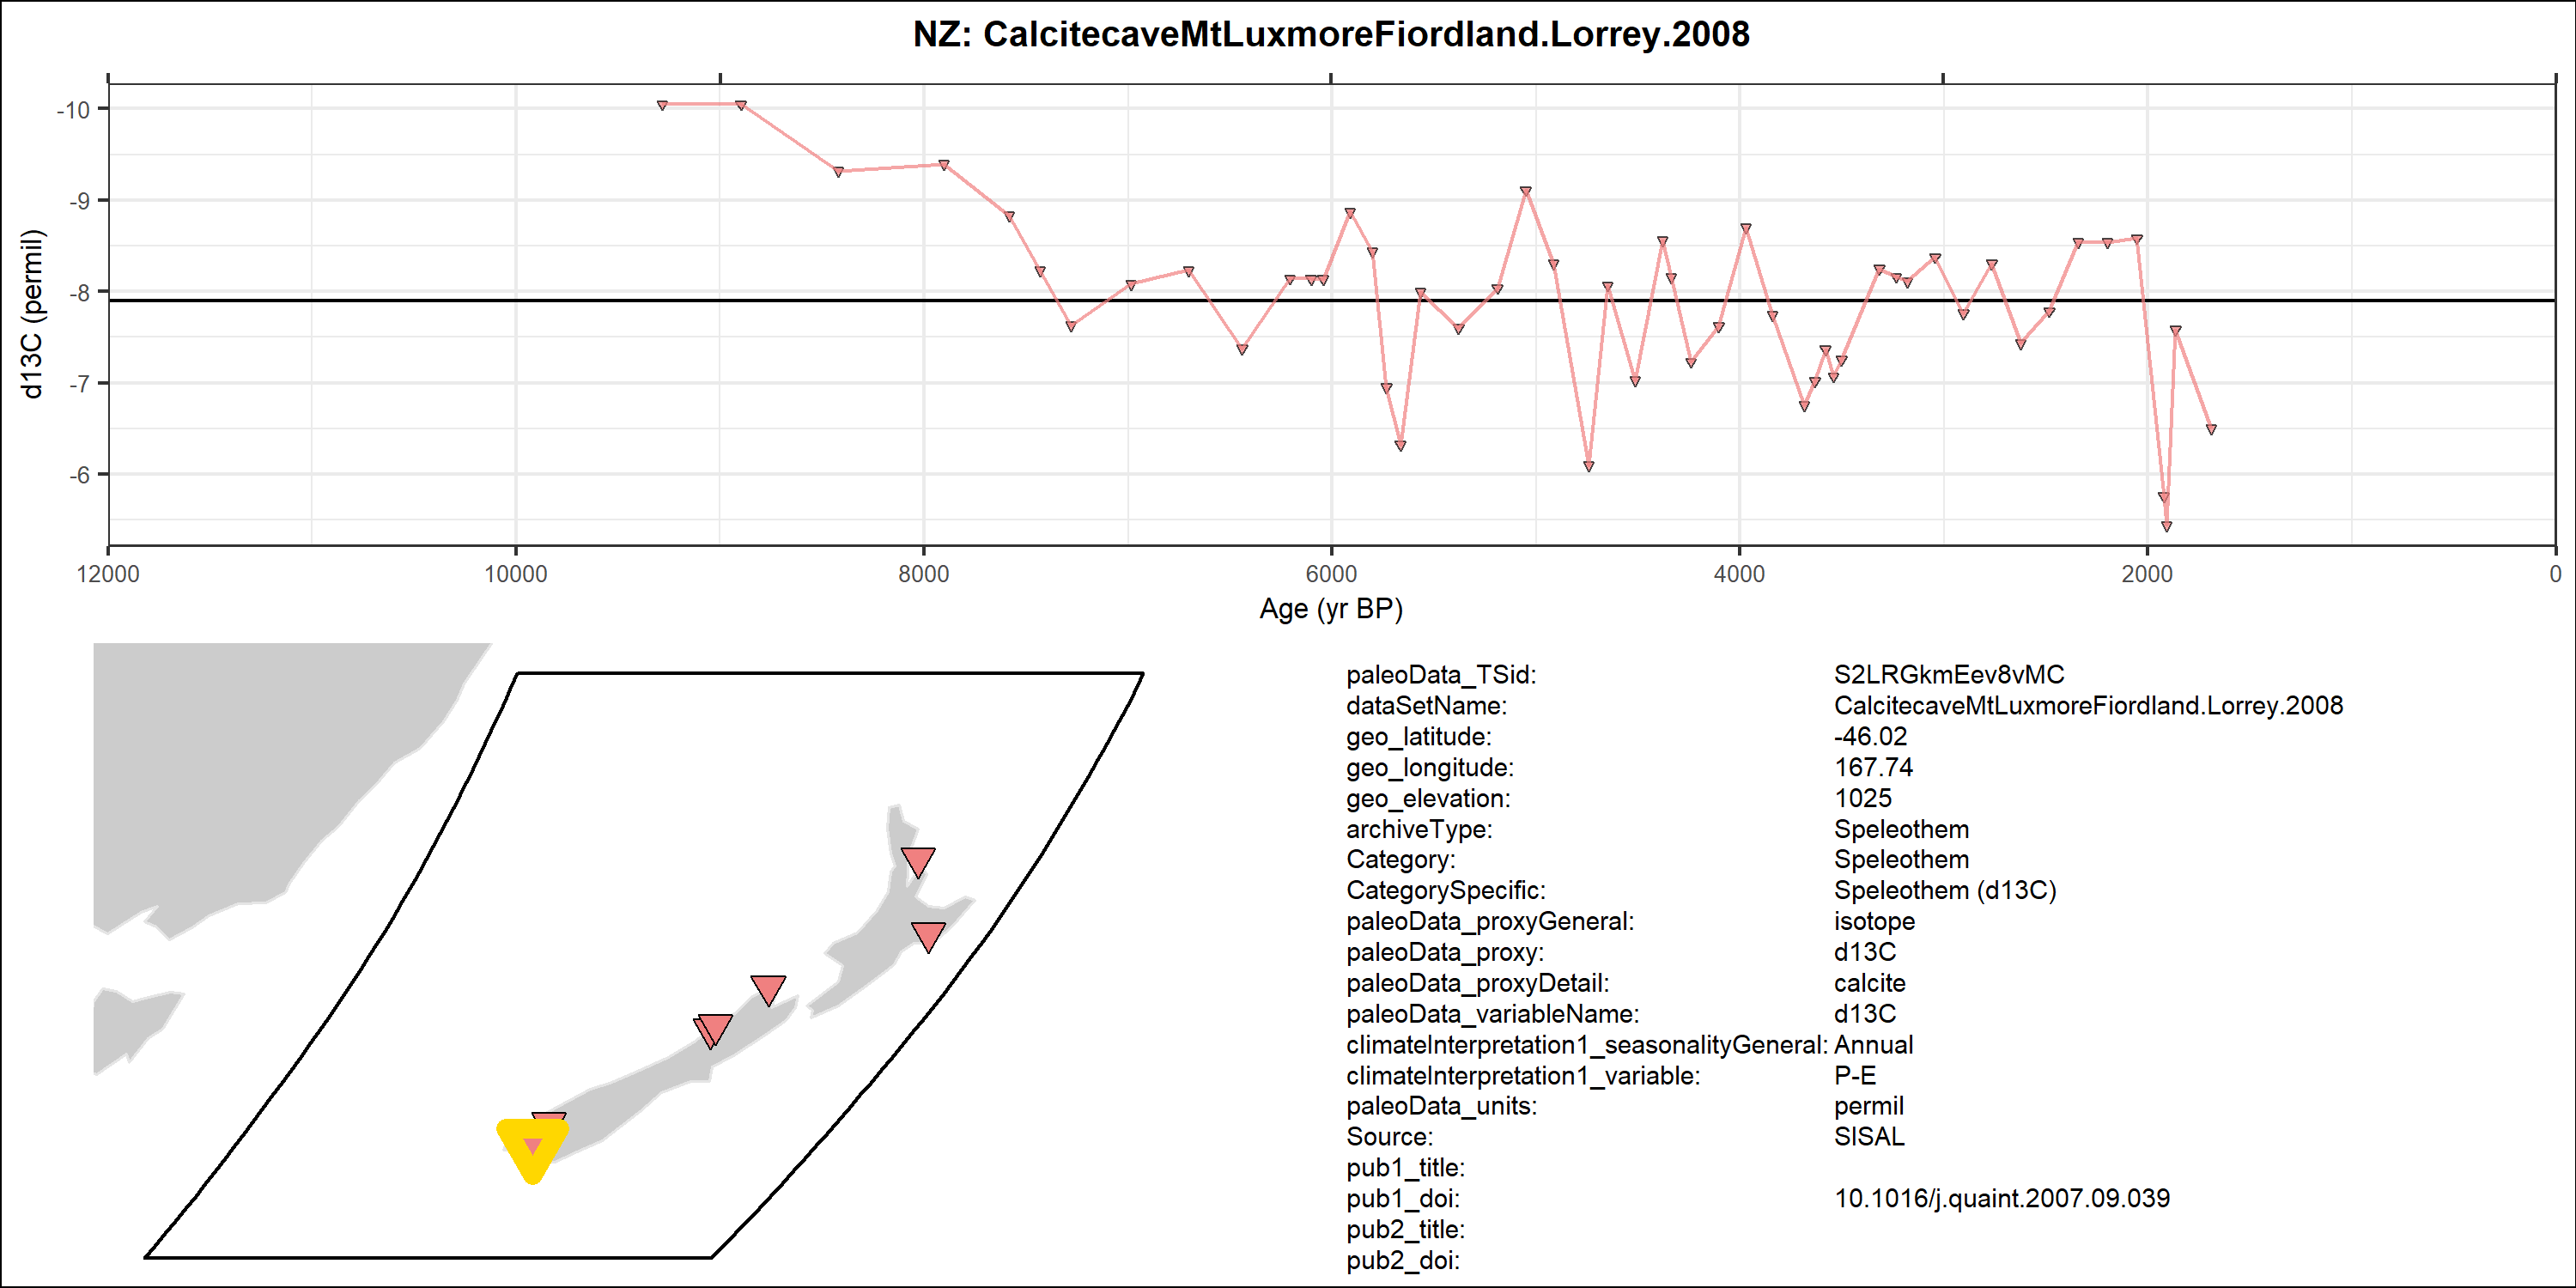 NZ: CalcitecaveMtLuxmoreFiordland.Lorrey.2008
d13C (permil)
-10
-9
-8
-7
-6
12000 10000 8000 6000 4000 2000 0
Age (yr BP)
paleoData_TSid: S2LRGkmEev8vMC
dataSetName: CalcitecaveMtLuxmoreFiordland.Lorrey.2008
geo_latitude: -46.02
geo_longitude: 167.74
geo_elevation: 1025
archiveType: Speleothem
Category: Speleothem
CategorySpecific: Speleothem (d13C)
paleoData_proxyGeneral: isotope
paleoData_proxy: d13C
paleoData_proxyDetail: calcite
paleoData_variableName: d13C
climateInterpretation1_seasonalityGeneral: Annual
climateInterpretation1_variable: P-E
paleoData_units: permil
Source: SISAL
pub1_title:
pub1_doi: 10.1016/j.quaint.2007.09.039
pub2_title:
pub2_doi: